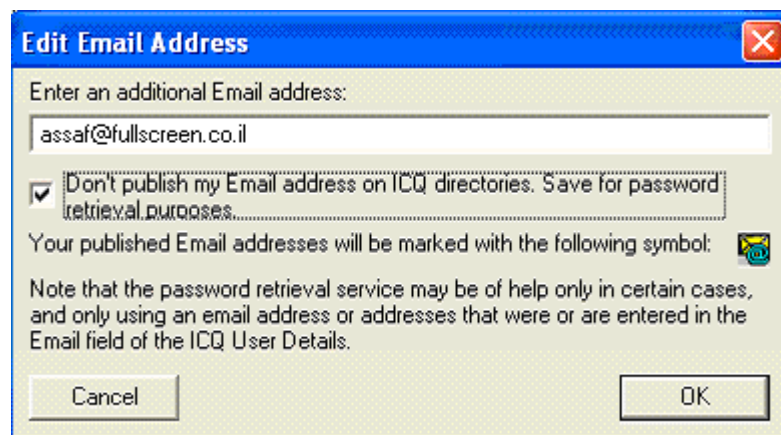 Edit Email Address
Enter an additional Email address:
assaf@fullscreen.co.il
Don't publish my Email address on ICQ directories. Save for password
retrieval purposes.
Your published Email addresses will be marked with the following symbol:
Note that the password retrieval service may be of help only in certain cases,
and only using an email address or addresses that were or are entered in the
Email field of the ICQ User Details.
Cancel
OK